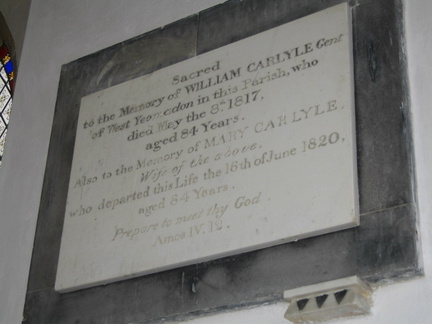 Sacred
to the Memory of WILLIAM CARLYLE Gent
of West Yeo in this Parish, who
died May the 8th 1817,
aged 84 Years.
Also to the Memory of MARY CARLYLE.
Wife of the above.
who departed this Life the 16th of June 1820,
aged 84 Years.
Prepare to meet thy God
Amos IV. 12.